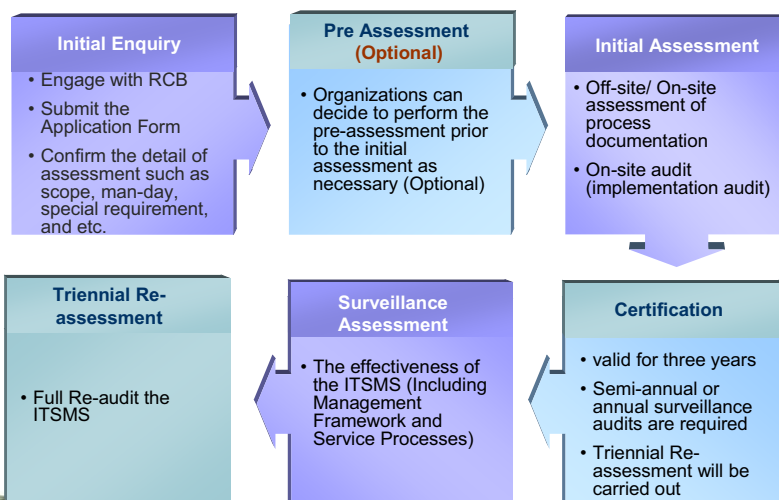 Initial Enquiry
• Engage with RCB
• Submit the
Application Form
• Confirm the detail of
assessment such as
scope, man-day,
special requirement,
and etc.
Pre Assessment
(Optional)
• Organizations can
decide to perform the
pre-assessment prior
to the initial
assessment as
necessary (Optional)
Initial Assessment
• Off-site/ On-site
assessment of
process
documentation
• On-site audit
(implementation audit)
Certification
• valid for three years
• Semi-annual or
annual surveillance
audits are required
• Triennial Re-
assessment will be
carried out
Surveillance
Assessment
• The effectiveness of
the ITSMS (Including
Management
Framework and
Service Processes)
Triennial Re-
assessment
• Full Re-audit the
ITSMS